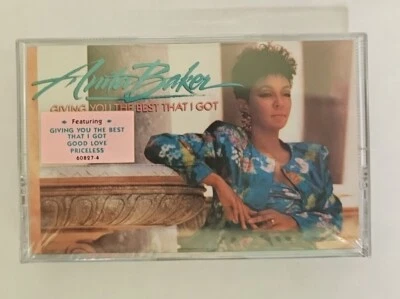 Anita Baker
GIVING YOU THE BEST THAT I GOT
Featuring
GIVING YOU THE BEST
THAT I GOT
GOOD LOVE
PRICELESS
60827-4